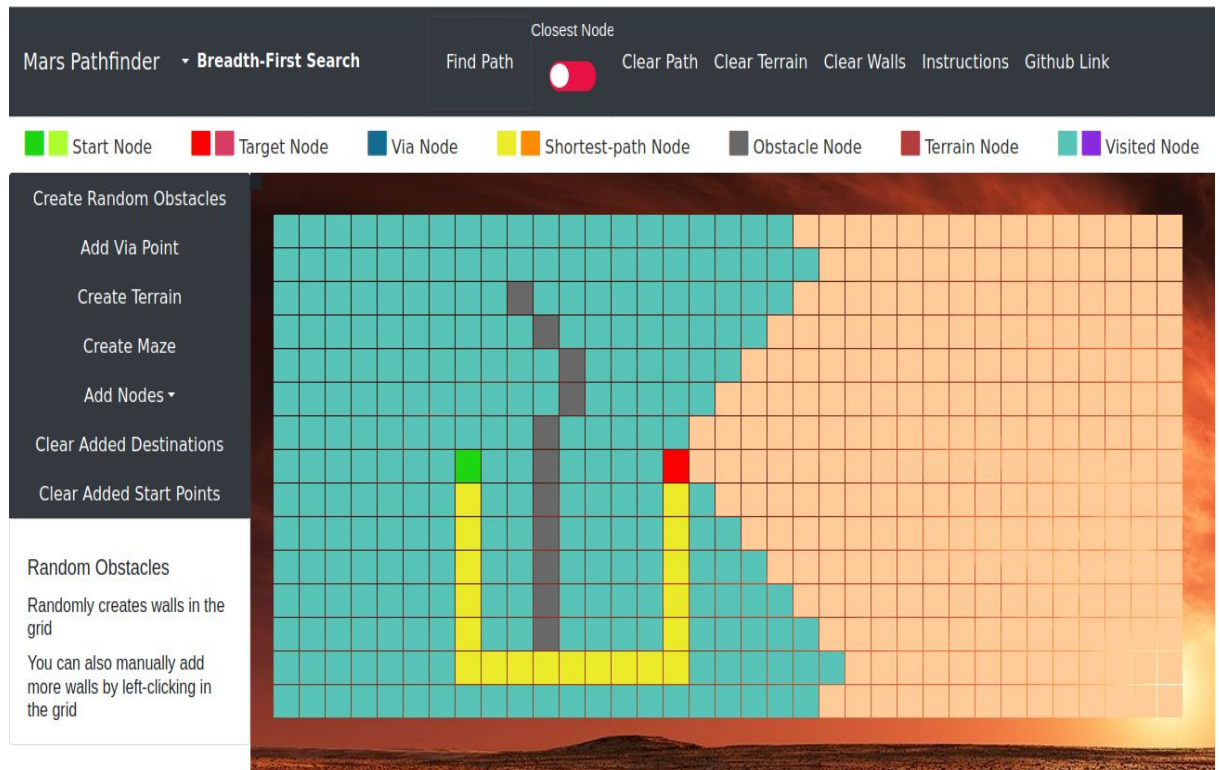 Closest Node
Mars Pathfinder Breadth-First Search Find Path Clear Path Clear Terrain Clear Walls Instructions Github Link
Start Node Target Node Via Node Shortest-path Node Obstacle Node Terrain Node Visited Node
Create Random Obstacles
Add Via Point
Create Terrain
Create Maze
Add Nodes
Clear Added Destinations
Clear Added Start Points
Random Obstacles
Randomly creates walls in the
grid
You can also manually add
more walls by left-clicking in
the grid